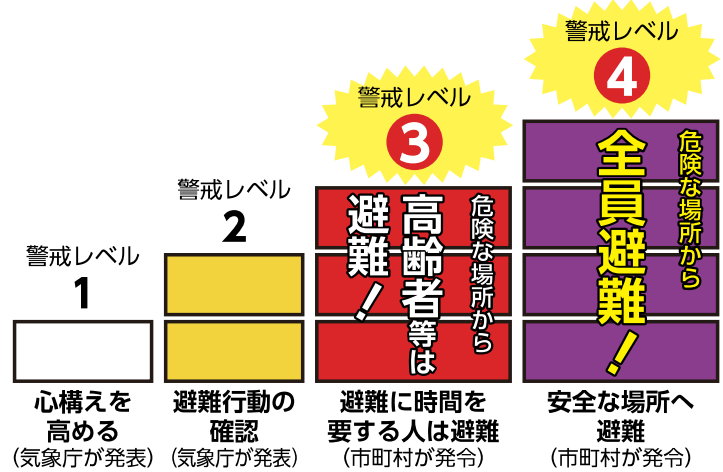 警戒レベル
1
心構えを
高める
(気象庁が発表)
警戒レベル
2
避難行動の
確認
(気象庁が発表)
警戒レベル
3
危険な場所から
高齢者等は
避難!
避難に時間を
要する人は避難
(市町村が発令)
警戒レベル
4
危険な場所から
全員避難!
安全な場所へ
避難
(市町村が発令)